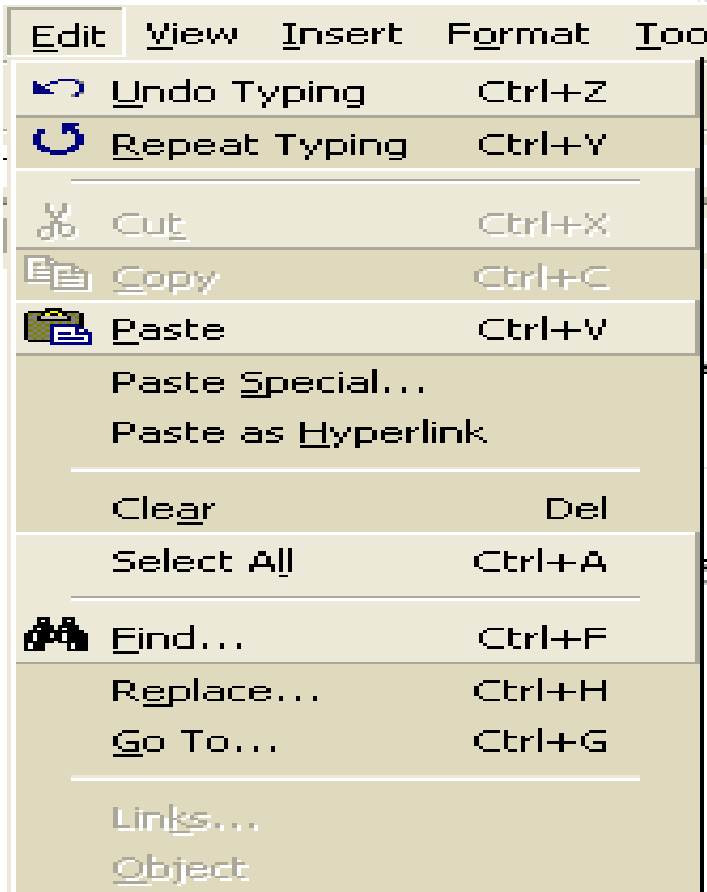 Edit View Insert Format Too
Undo Typing Ctrl+Z
Repeat Typing Ctrl+Y
Cut Ctrl+X
Copy Ctrl+C
Paste Ctrl+V
Paste Special...
Paste as Hyperlink
Clear Del
Select All Ctrl+A
Find... Ctrl+F
Replace... Ctrl+H
Go To... Ctrl+G
Links...
Object